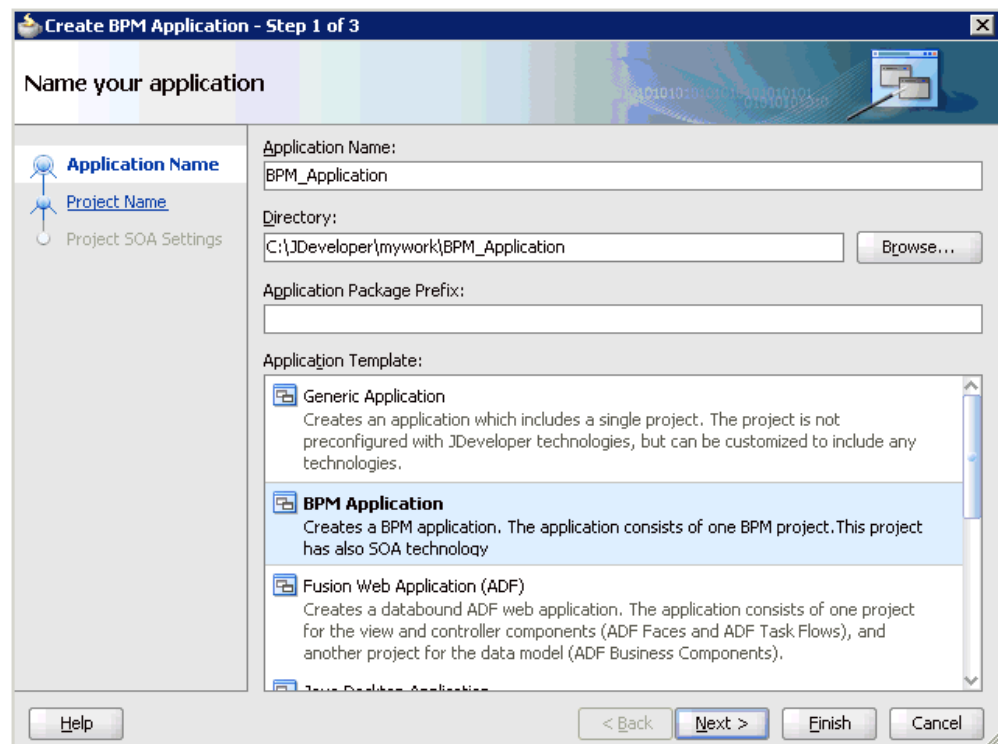 Create BPM Application - Step 1 of 3
Name your application
Application Name
Project Name
Project SOA Settings
Application Name:
BPM_Application
Directory:
C:\JDeveloper\mywork\BPM_Application
Browse...
Application Package Prefix:
Application Template:
Generic Application
Creates an application which includes a single project. The project is not
preconfigured with JDeveloper technologies, but can be customized to include any
technologies.
BPM Application
Creates a BPM application. The application consists of one BPM project.This project
has also SOA technology
Fusion Web Application (ADF)
Creates a databound ADF web application. The application consists of one project
for the view and controller components (ADF Faces and ADF Task Flows), and
another project for the data model (ADF Business Components).
Java Desktop Application
Help
< Back
Next >
Finish
Cancel